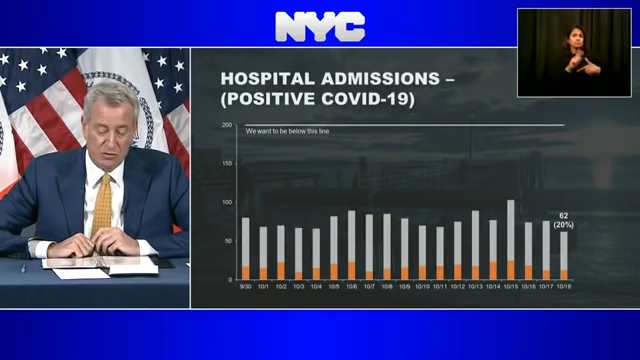 NYC
HOSPITAL ADMISSIONS –
(POSITIVE COVID-19)
200
We want to be below this line
150
100
50
0
62
(20%)
9/30 10/1 10/2 10/3 10/4 10/5 10/6 10/7 10/8 10/9 10/10 10/11 10/12 10/13 10/14 10/15 10/16 10/17 10/18